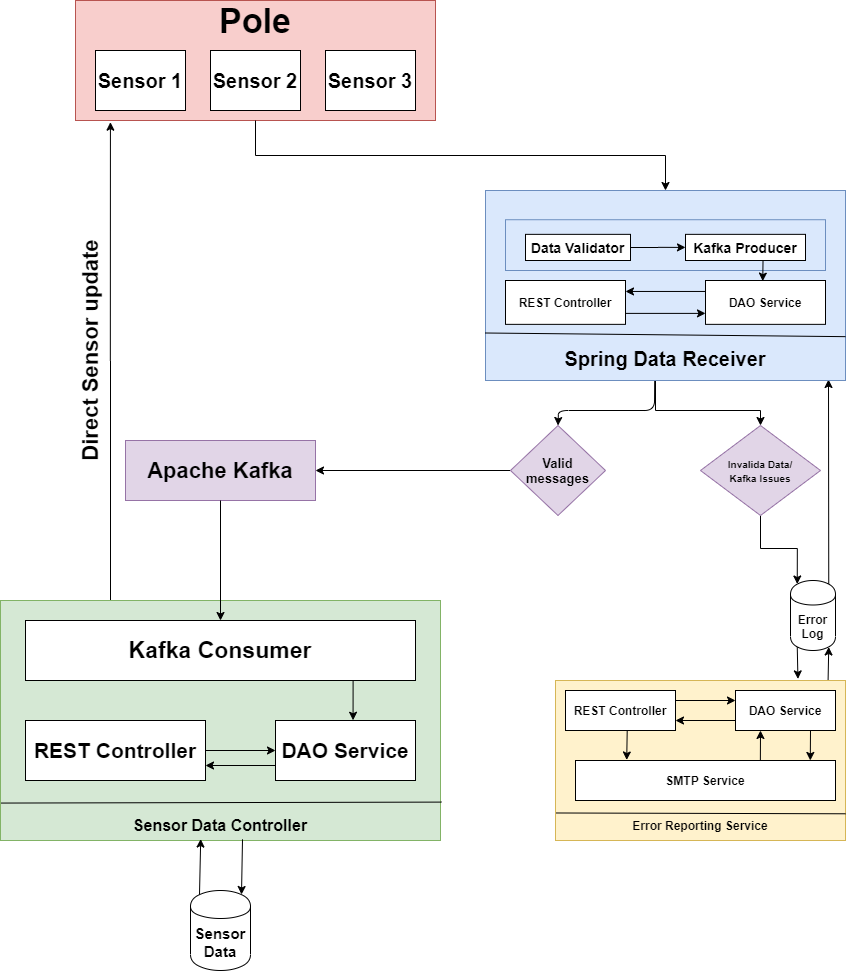 Pole
Sensor 1
Sensor 2
Sensor 3
Direct Sensor update
Data Validator
Kafka Producer
REST Controller
DAO Service
Spring Data Receiver
Apache Kafka
Valid
messages
Invalida Data/
Kafka Issues
Error
Log
Kafka Consumer
REST Controller
DAO Service
Sensor Data Controller
REST Controller
DAO Service
SMTP Service
Error Reporting Service
Sensor
Data